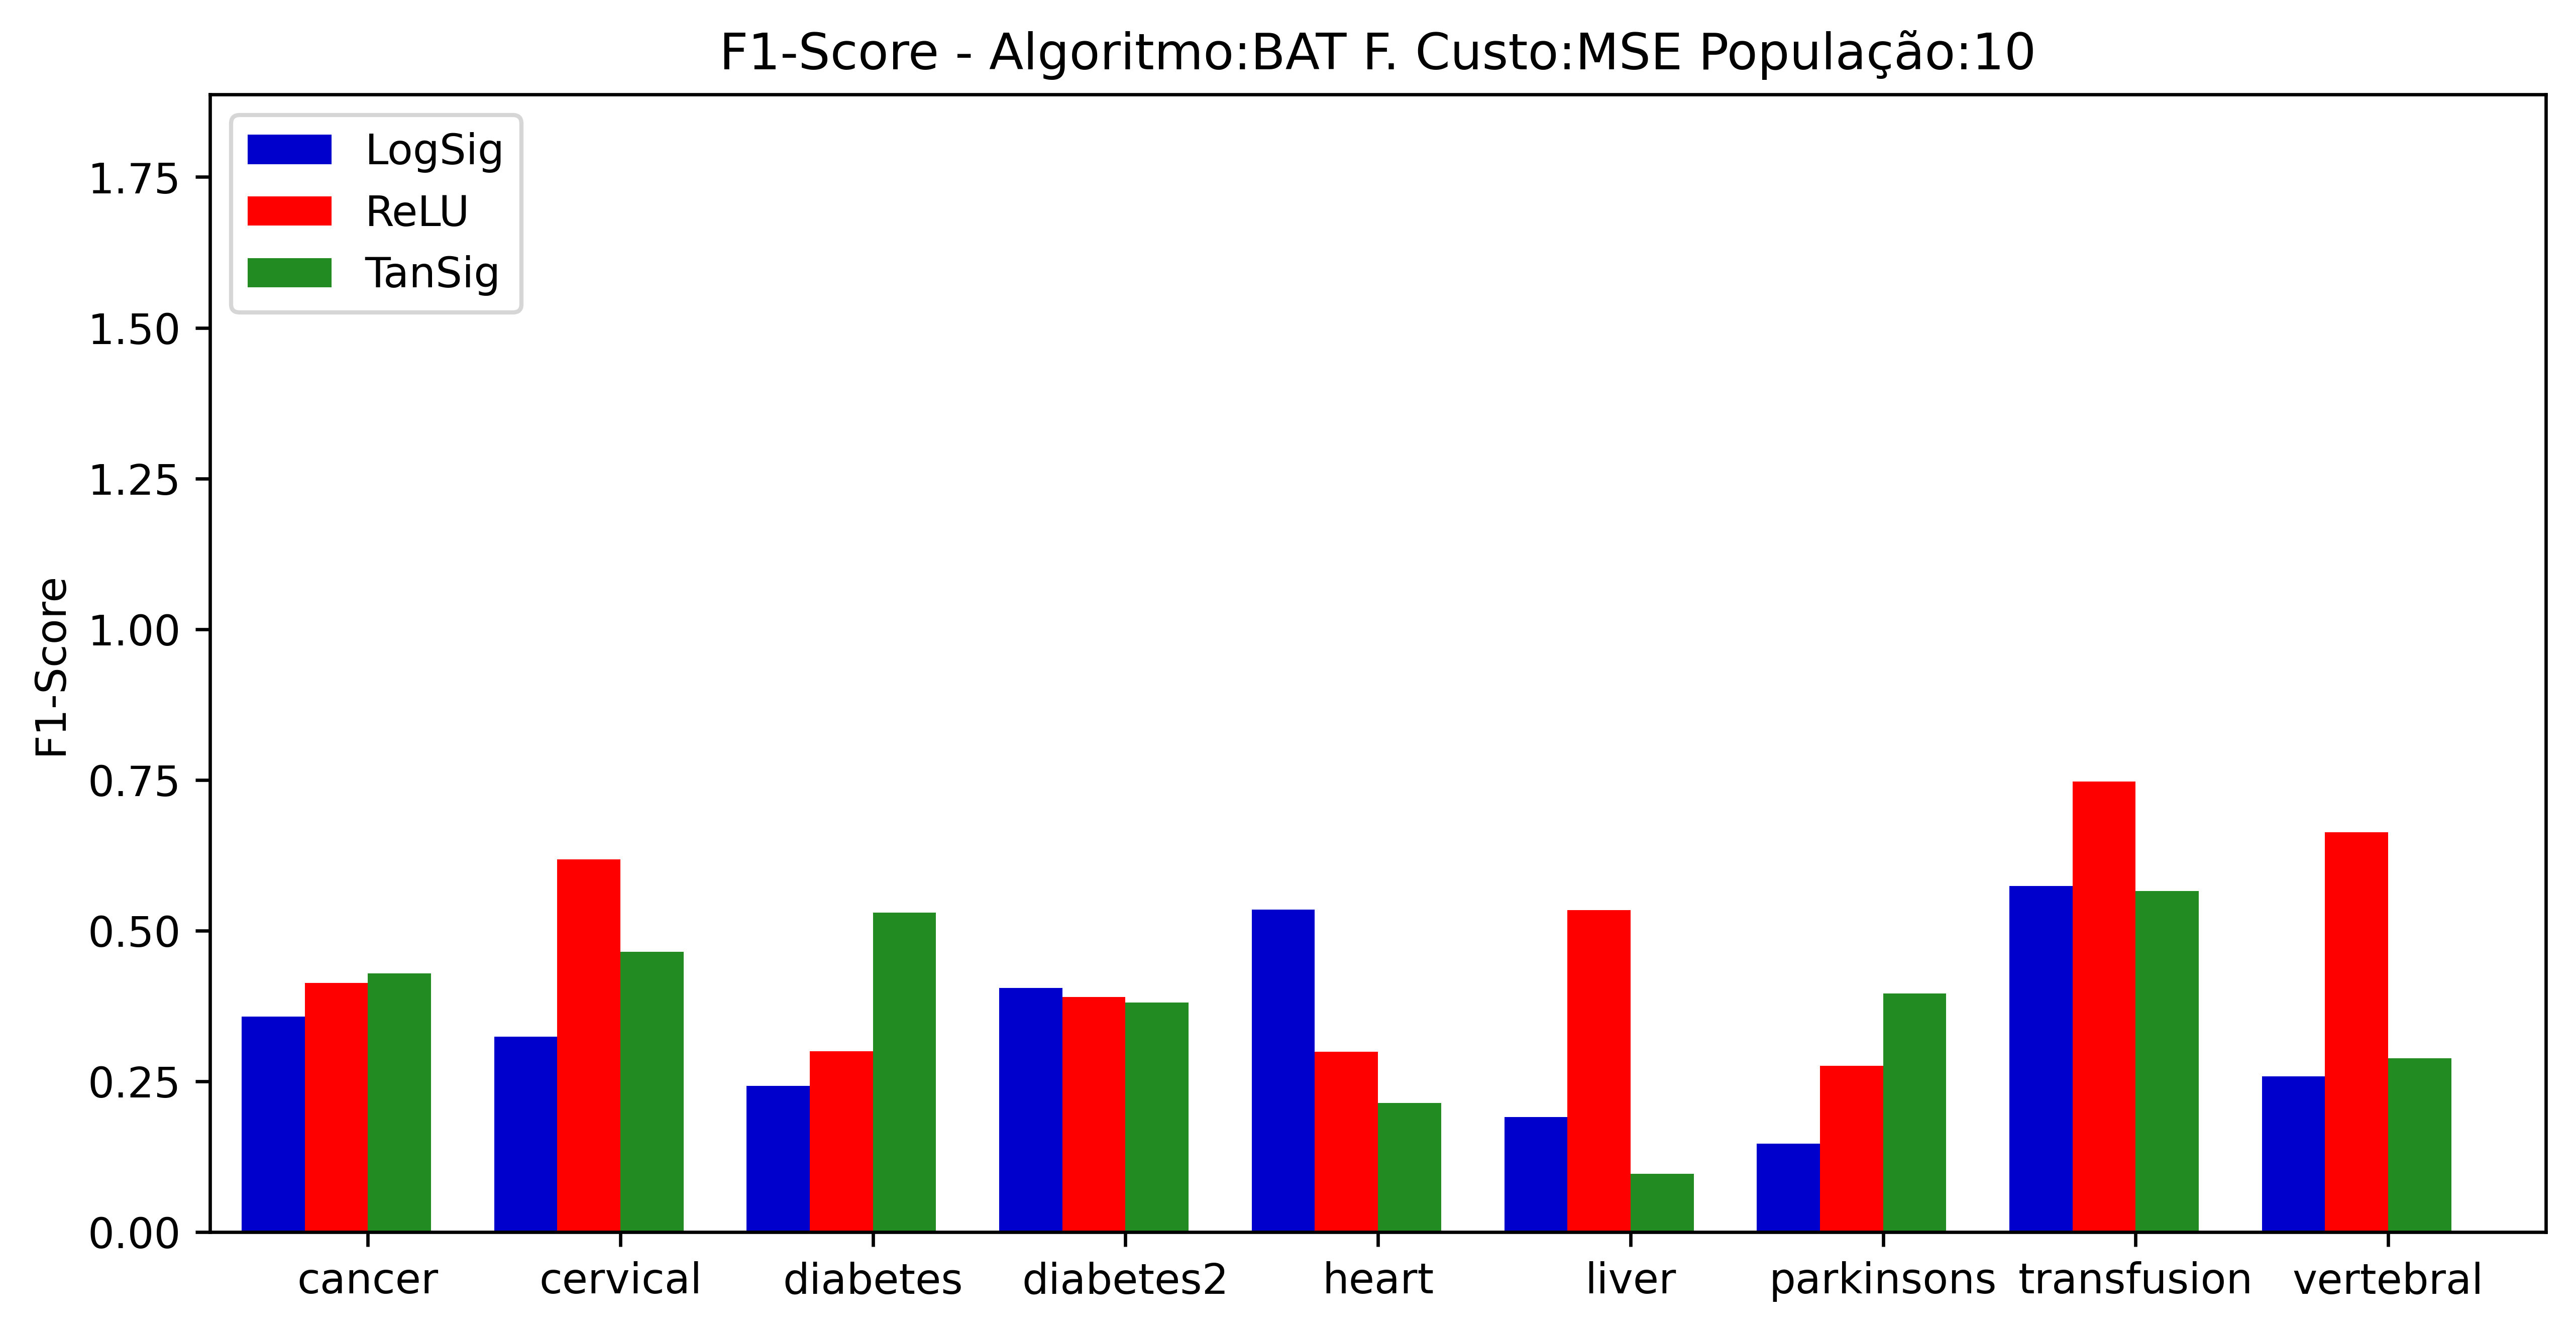 F1-Score - Algoritmo:BAT F. Custo:MSE População:10
LogSig
ReLU
TanSig
F1-Score
1.75
1.50
1.25
1.00
0.75
0.50
0.25
0.00
cancer cervical diabetes diabetes2 heart liver parkinsons transfusion vertebral